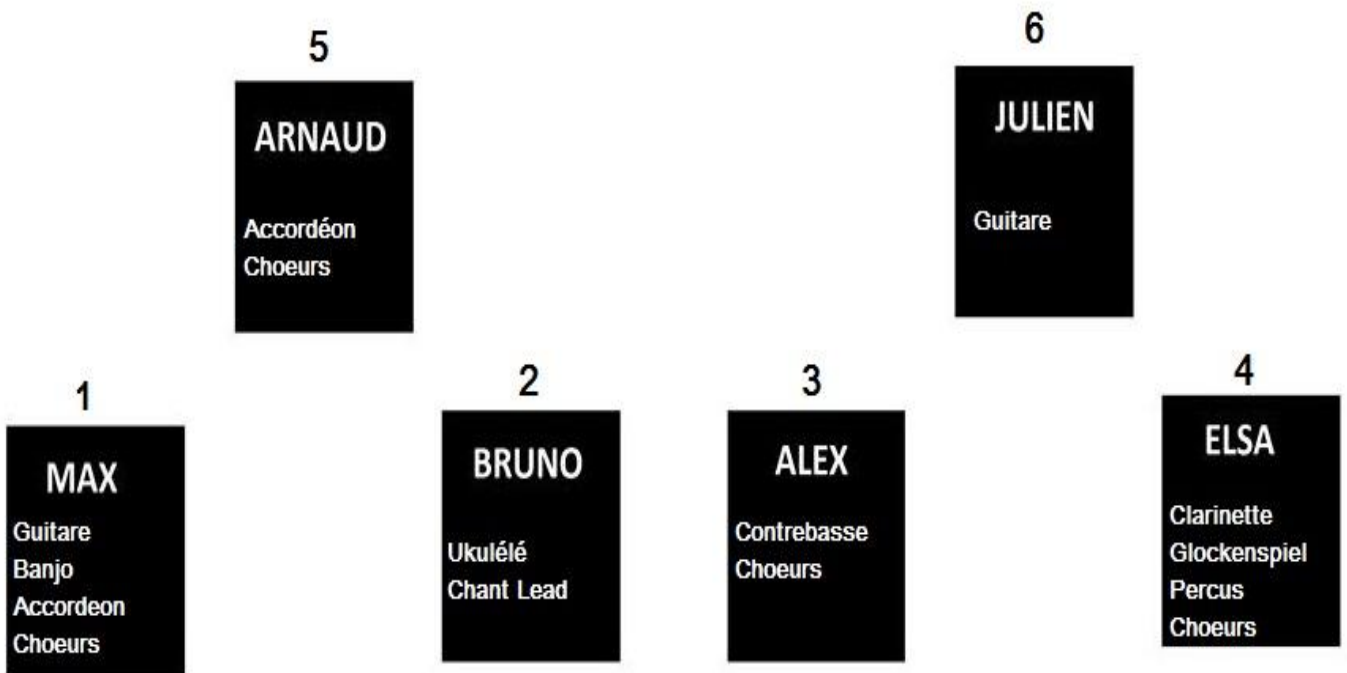 5
ARNAUD
Accordéon
Choeurs
6
JULIEN
Guitare
1
MAX
Guitare
Banjo
Accordeon
Choeurs
2
BRUNO
Ukulélé
Chant Lead
3
ALEX
Contrebasse
Choeurs
4
ELSA
Clarinette
Glockenspiel
Percus
Choeurs